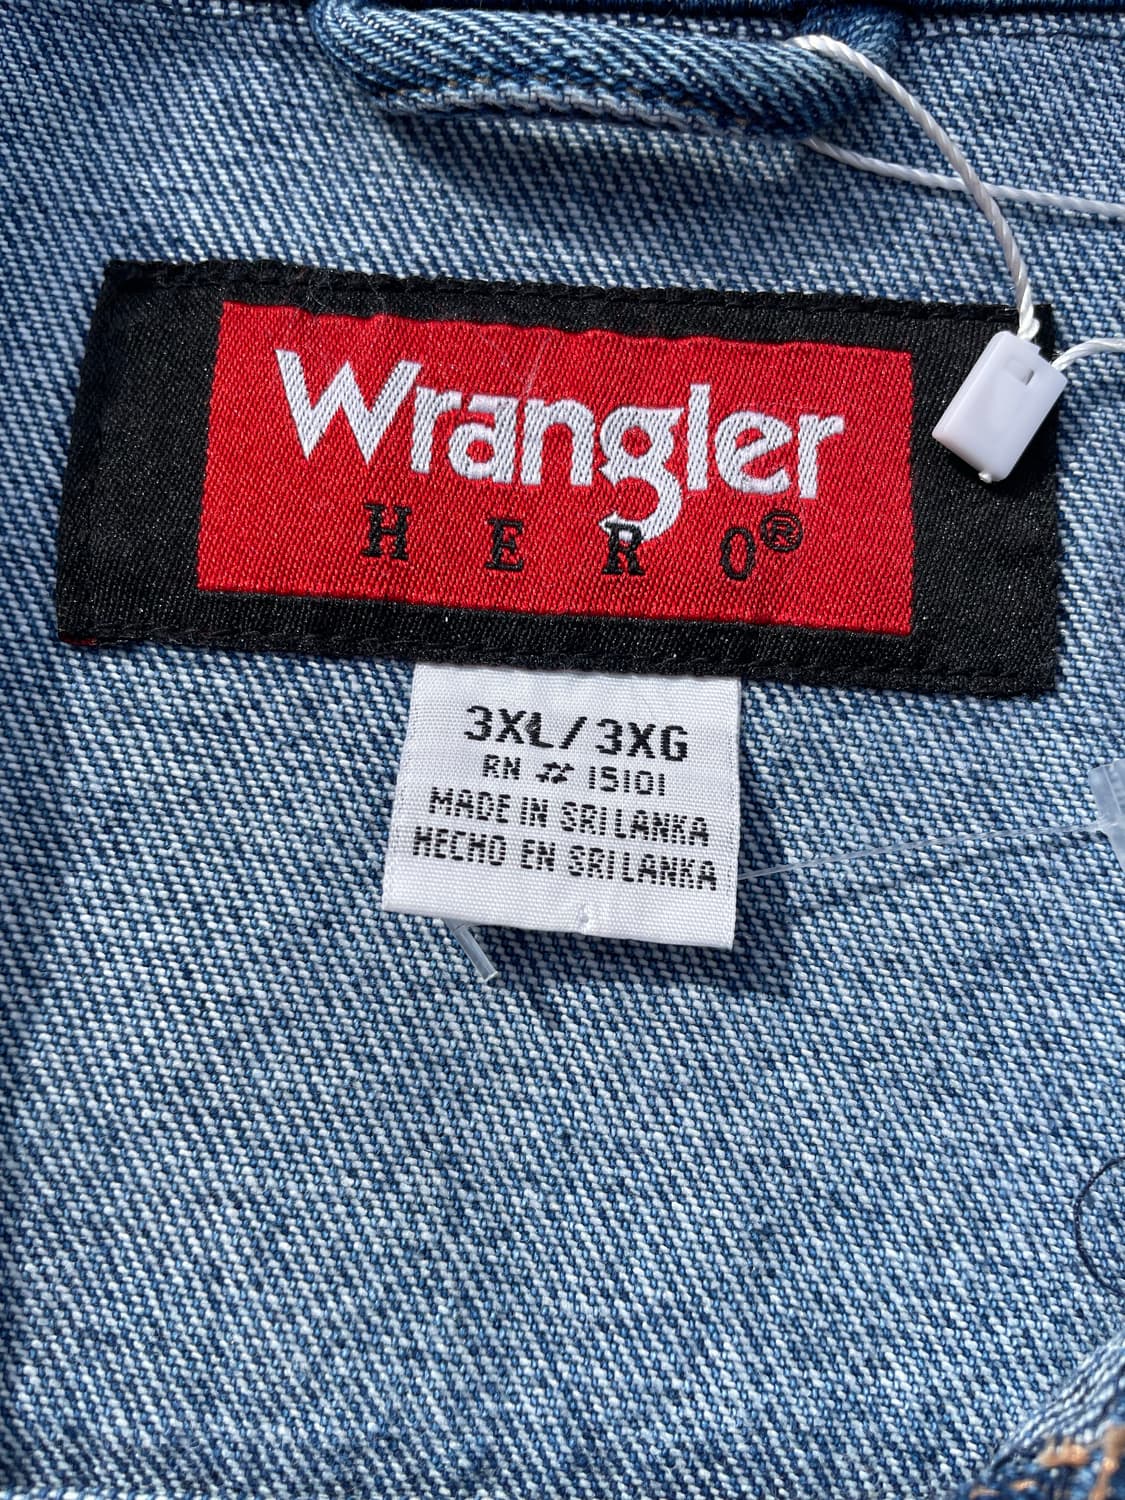 Wrangler
HERO®
3XL/3XG
RN # 15101
MADE IN SRI LANKA
HECHO EN SRI LANKA